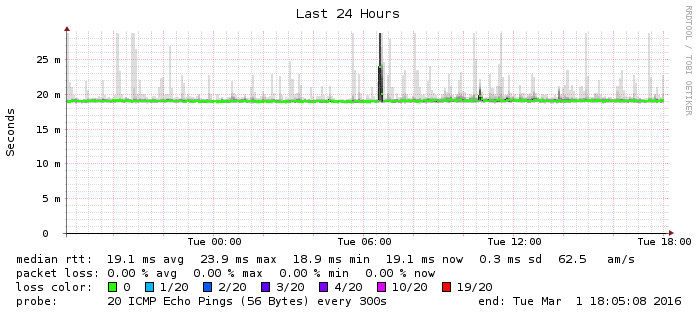 Last 24 Hours
RRDTOOL / TOBI OETIKER
Seconds
25 m
20 m
15 m
10 m
5 m
0
Tue 00:00 Tue 06:00 Tue 12:00 Tue 18:00
median rtt: 19.1 ms avg 23.9 ms max 18.9 ms min 19.1 ms now 0.3 ms sd 62.5 am/s
packet loss: 0.00 % avg 0.00 % max 0.00 % min 0.00 % now
loss color: 0 1/20 2/20 3/20 4/20 10/20 19/20
probe: 20 ICMP Echo Pings (56 Bytes) every 300s end: Tue Mar 1 18:05:08 2016